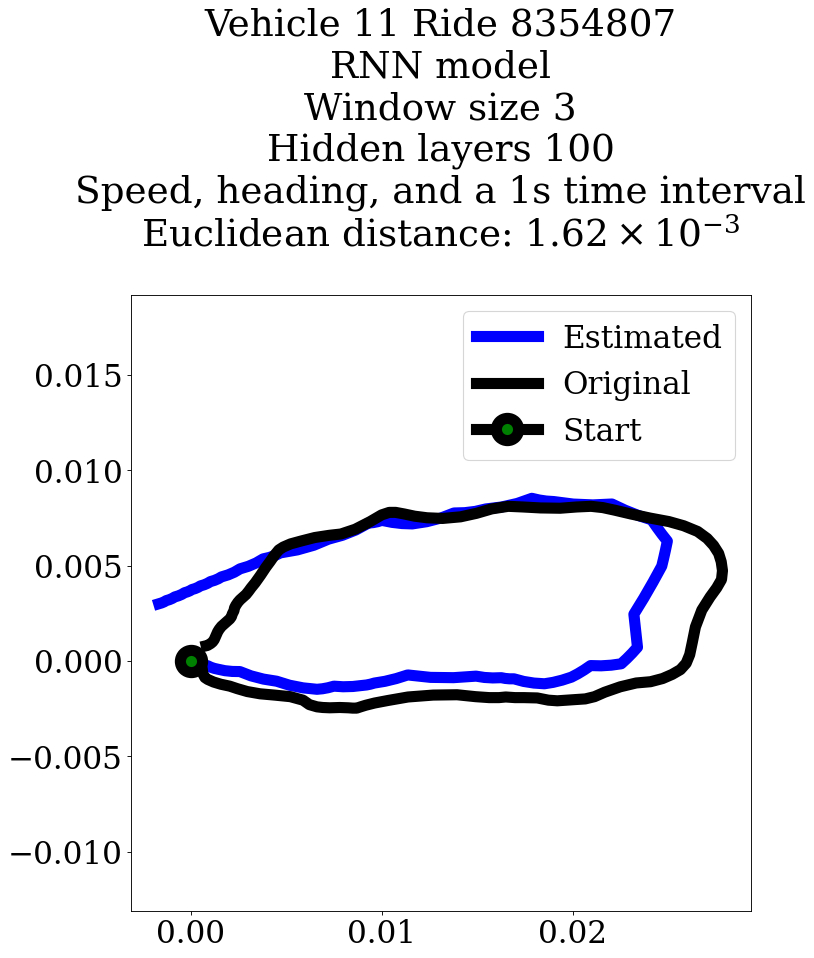 Vehicle 11 Ride 8354807
RNN model
Window size 3
Hidden layers 100
Speed, heading, and a 1s time interval
Euclidean distance: 1.62 × 10⁻³
Estimated
Original
Start
0.015
0.010
0.005
0.000
−0.005
−0.010
0.00 0.01 0.02